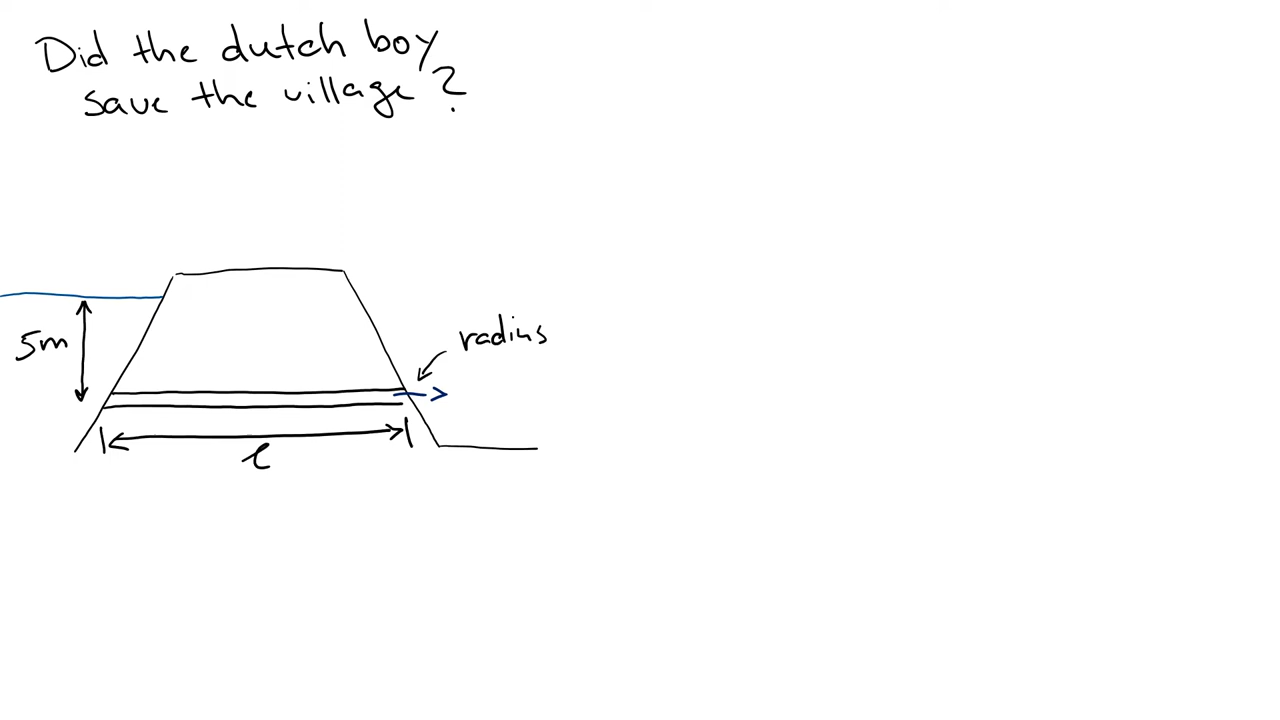 Did the dutch boy
save the village?
5m
radius
l